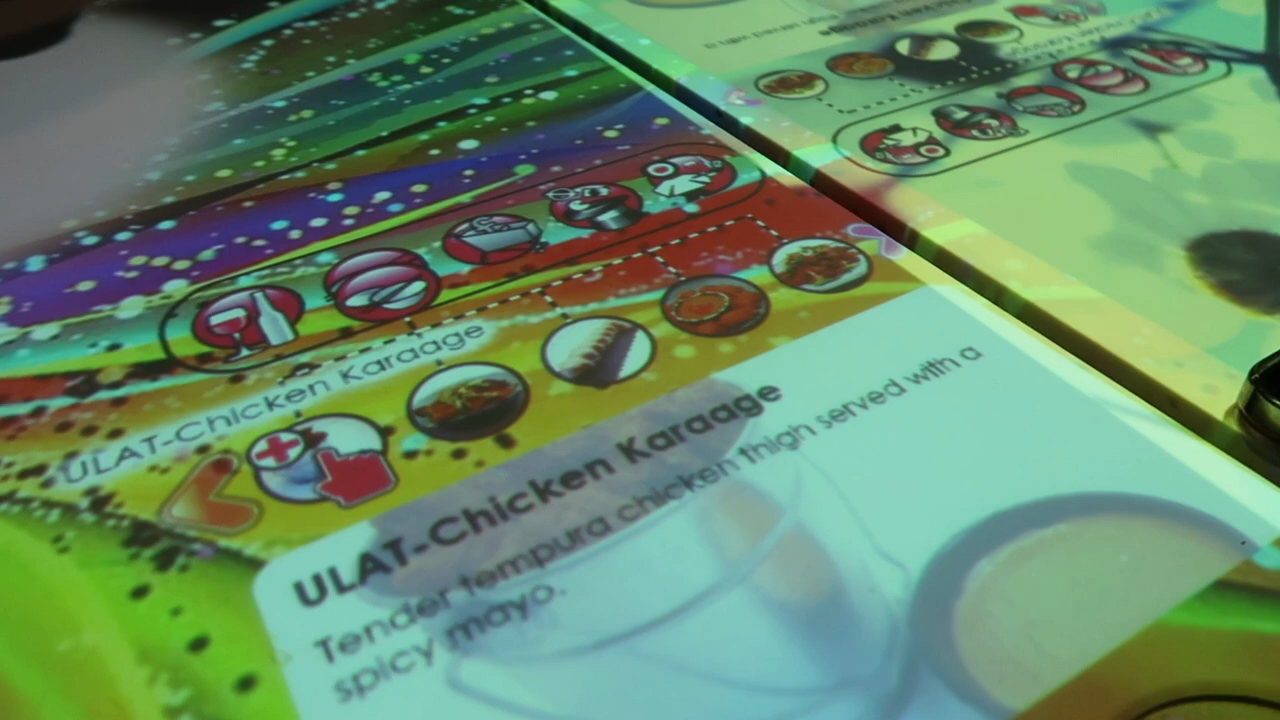 ULAT-Chicken Karaage
ULAT-Chicken Karaage
Tender tempura chicken thigh served with a
spicy mayo.